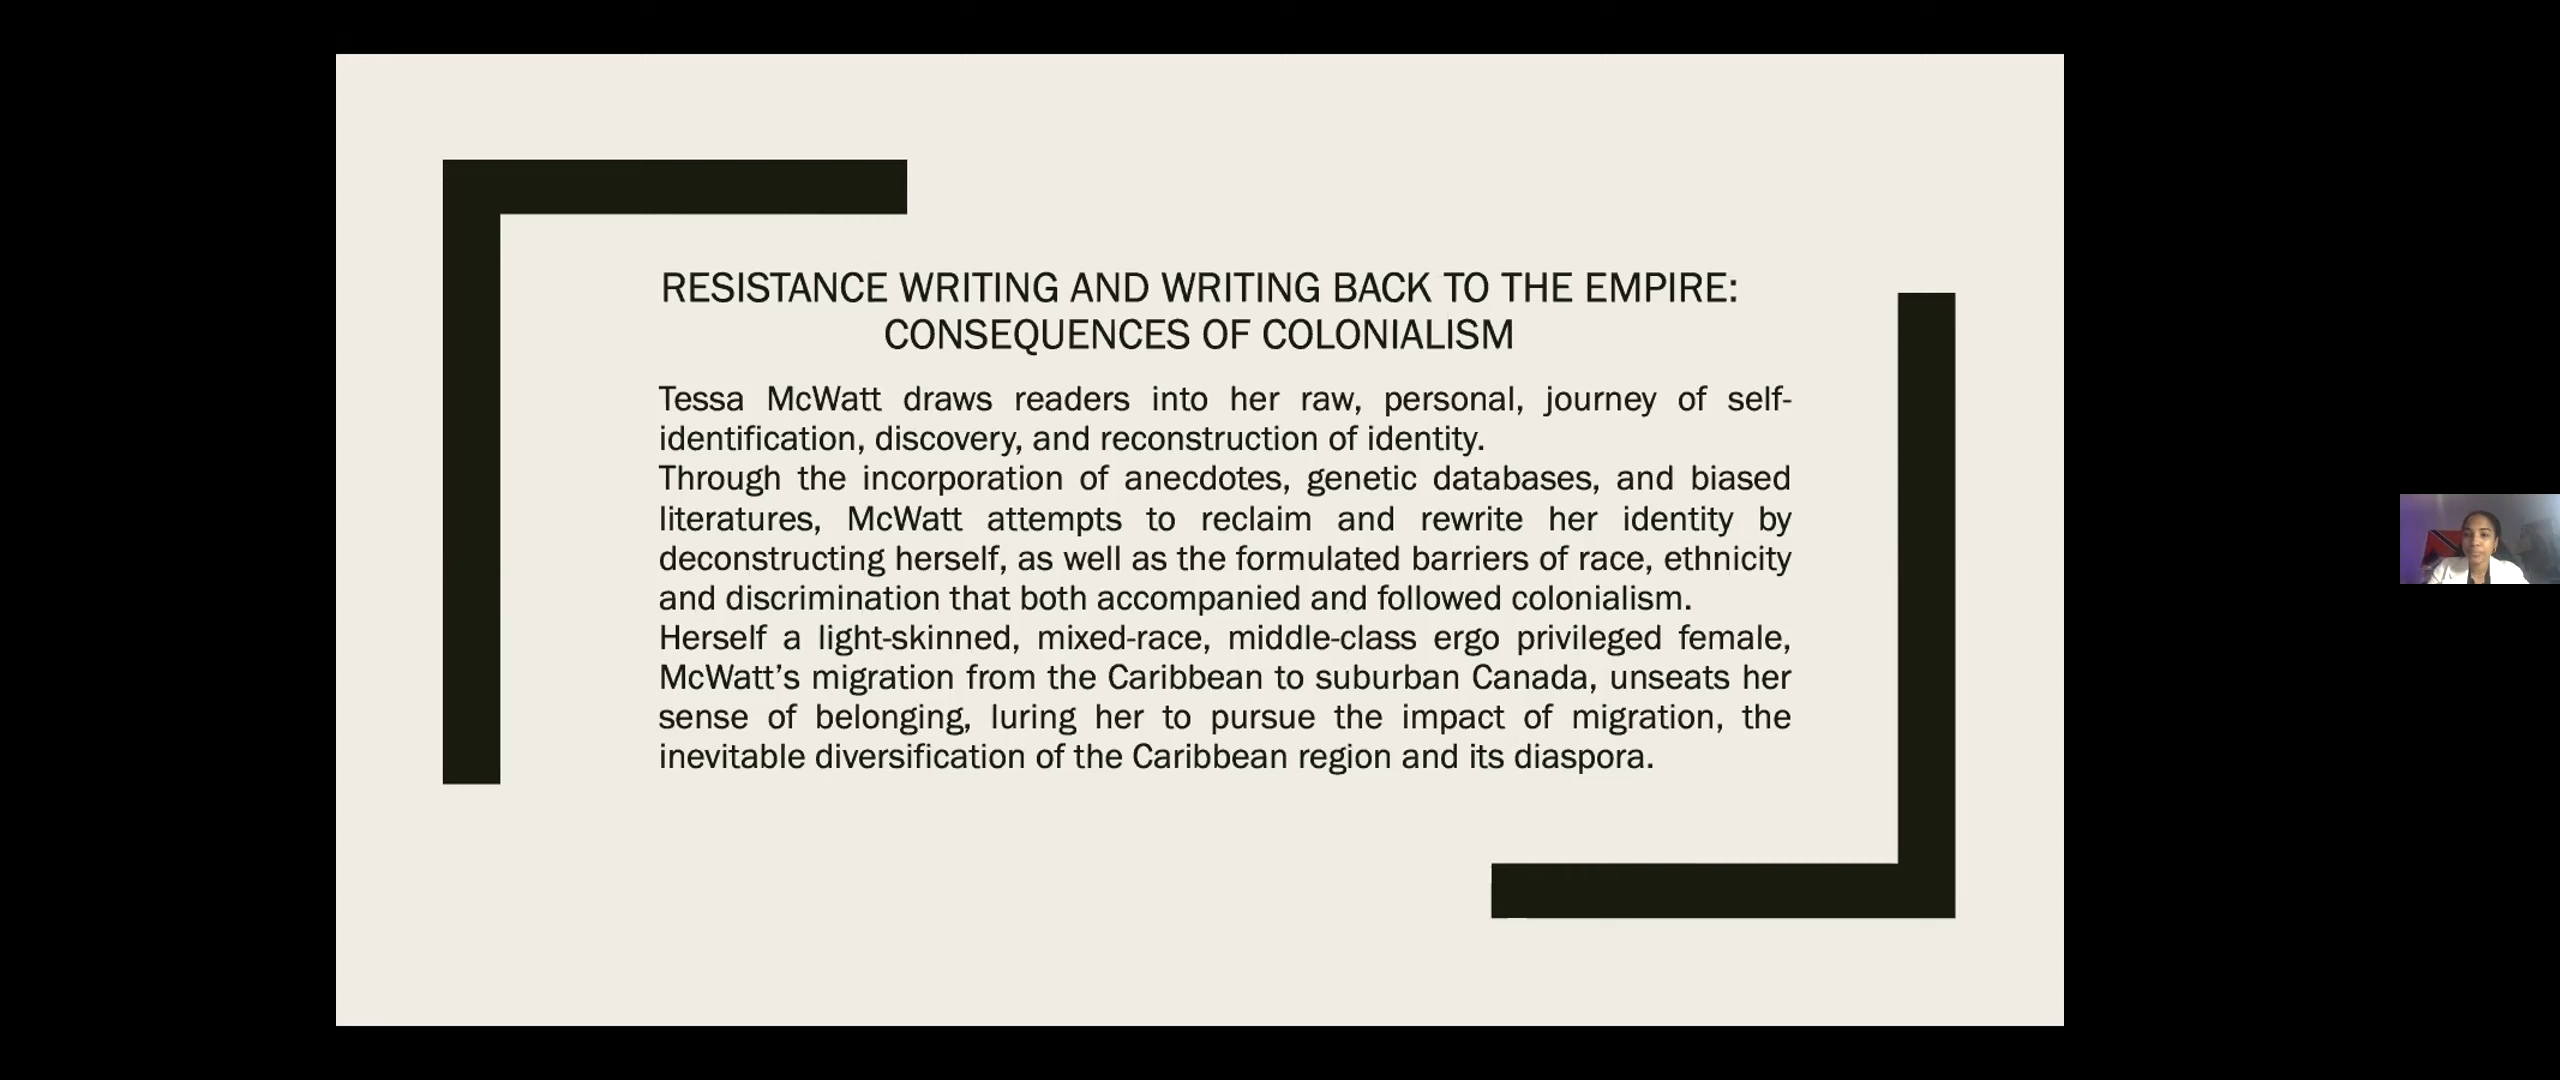 RESISTANCE WRITING AND WRITING BACK TO THE EMPIRE:
CONSEQUENCES OF COLONIALISM
Tessa McWatt draws readers into her raw, personal, journey of self-
identification, discovery, and reconstruction of identity.
Through the incorporation of anecdotes, genetic databases, and biased
literatures, McWatt attempts to reclaim and rewrite her identity by
deconstructing herself, as well as the formulated barriers of race, ethnicity
and discrimination that both accompanied and followed colonialism.
Herself a light-skinned, mixed-race, middle-class ergo privileged female,
McWatt’s migration from the Caribbean to suburban Canada, unseats her
sense of belonging, luring her to pursue the impact of migration, the
inevitable diversification of the Caribbean region and its diaspora.